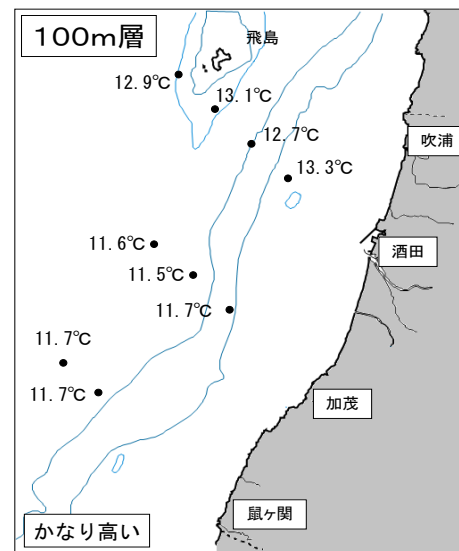 100m層
飛島
12.9℃
13.1℃
12.7℃
吹浦
13.3℃
11.6℃
酒田
11.5℃
11.7℃
11.7℃
11.7℃
加茂
鼠ヶ関
かなり高い